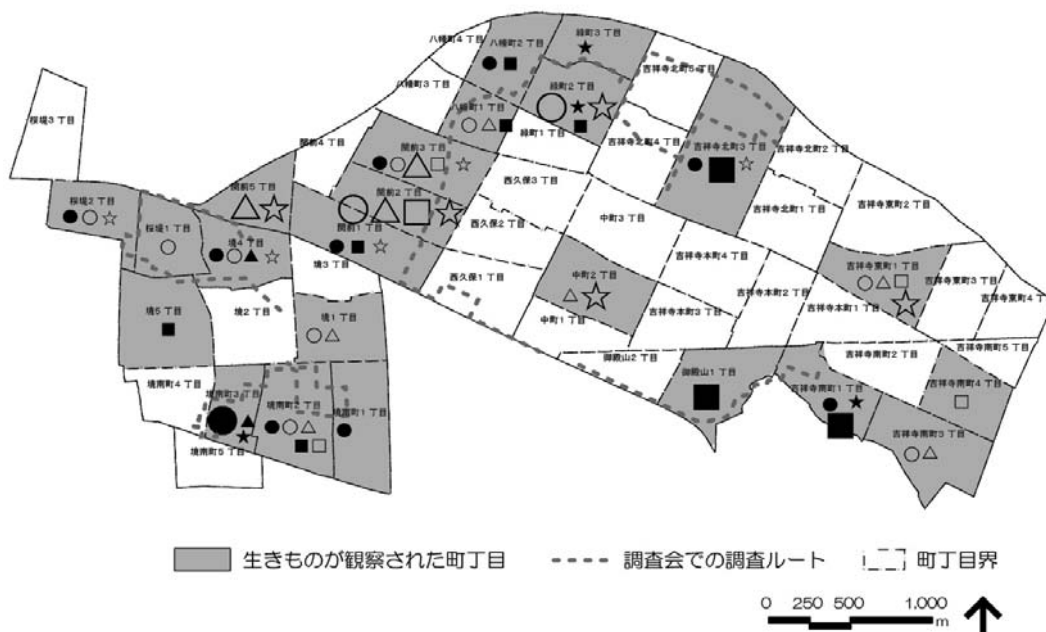 八幡町4丁目
八幡町2丁目
緑町3丁目
吉祥寺北町5丁目
八幡町3丁目
緑町2丁目
桜堤3丁目
八幡町1丁目
緑町1丁目
吉祥寺北町4丁目
吉祥寺北町3丁目
吉祥寺北町2丁目
関前4丁目
関前3丁目
西久保3丁目
関前5丁目
関前2丁目
桜堤2丁目
桜堤1丁目
境4丁目
関前1丁目
西久保2丁目
中町3丁目
吉祥寺北町1丁目
吉祥寺東町2丁目
境3丁目
西久保1丁目
中町2丁目
吉祥寺本町4丁目
吉祥寺東町1丁目
吉祥寺東町3丁目
吉祥寺東町4丁目
境5丁目
境2丁目
境1丁目
中町1丁目
吉祥寺本町3丁目
吉祥寺本町2丁目
吉祥寺本町1丁目
御殿山2丁目
吉祥寺南町2丁目
吉祥寺南町5丁目
境南町4丁目
境南町3丁目
境南町2丁目
境南町1丁目
御殿山1丁目
吉祥寺南町1丁目
吉祥寺南町4丁目
境南町5丁目
吉祥寺南町3丁目
生きものが観察された町丁目
調査会での調査ルート
町丁目界
0 250 500 1,000
m